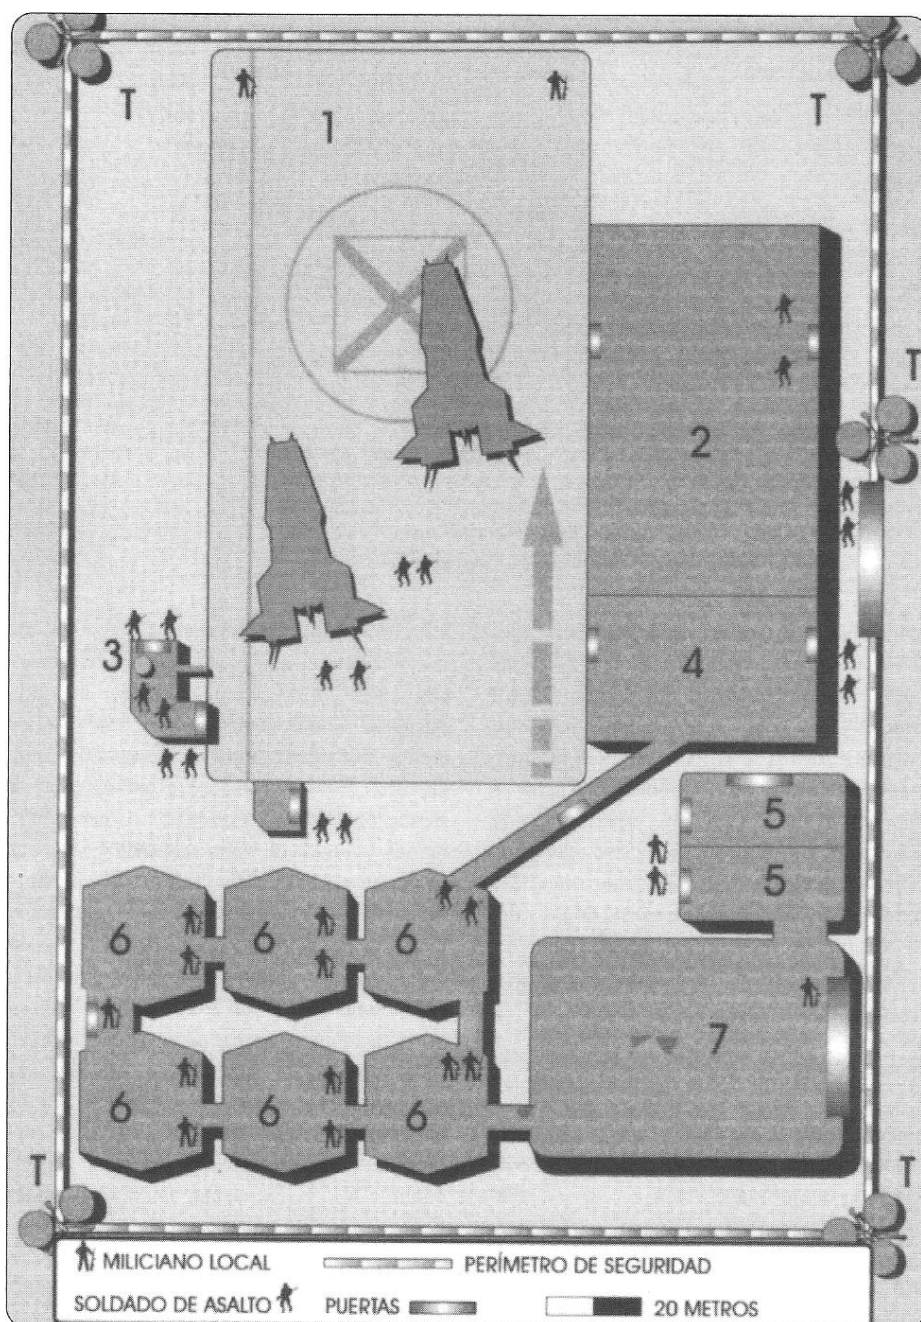 T
T
1
2
T
3
4
5
5
6
6
6
7
6
6
6
T
T
MILICIANO LOCAL PERÍMETRO DE SEGURIDAD
SOLDADO DE ASALTO PUERTAS 20 METROS